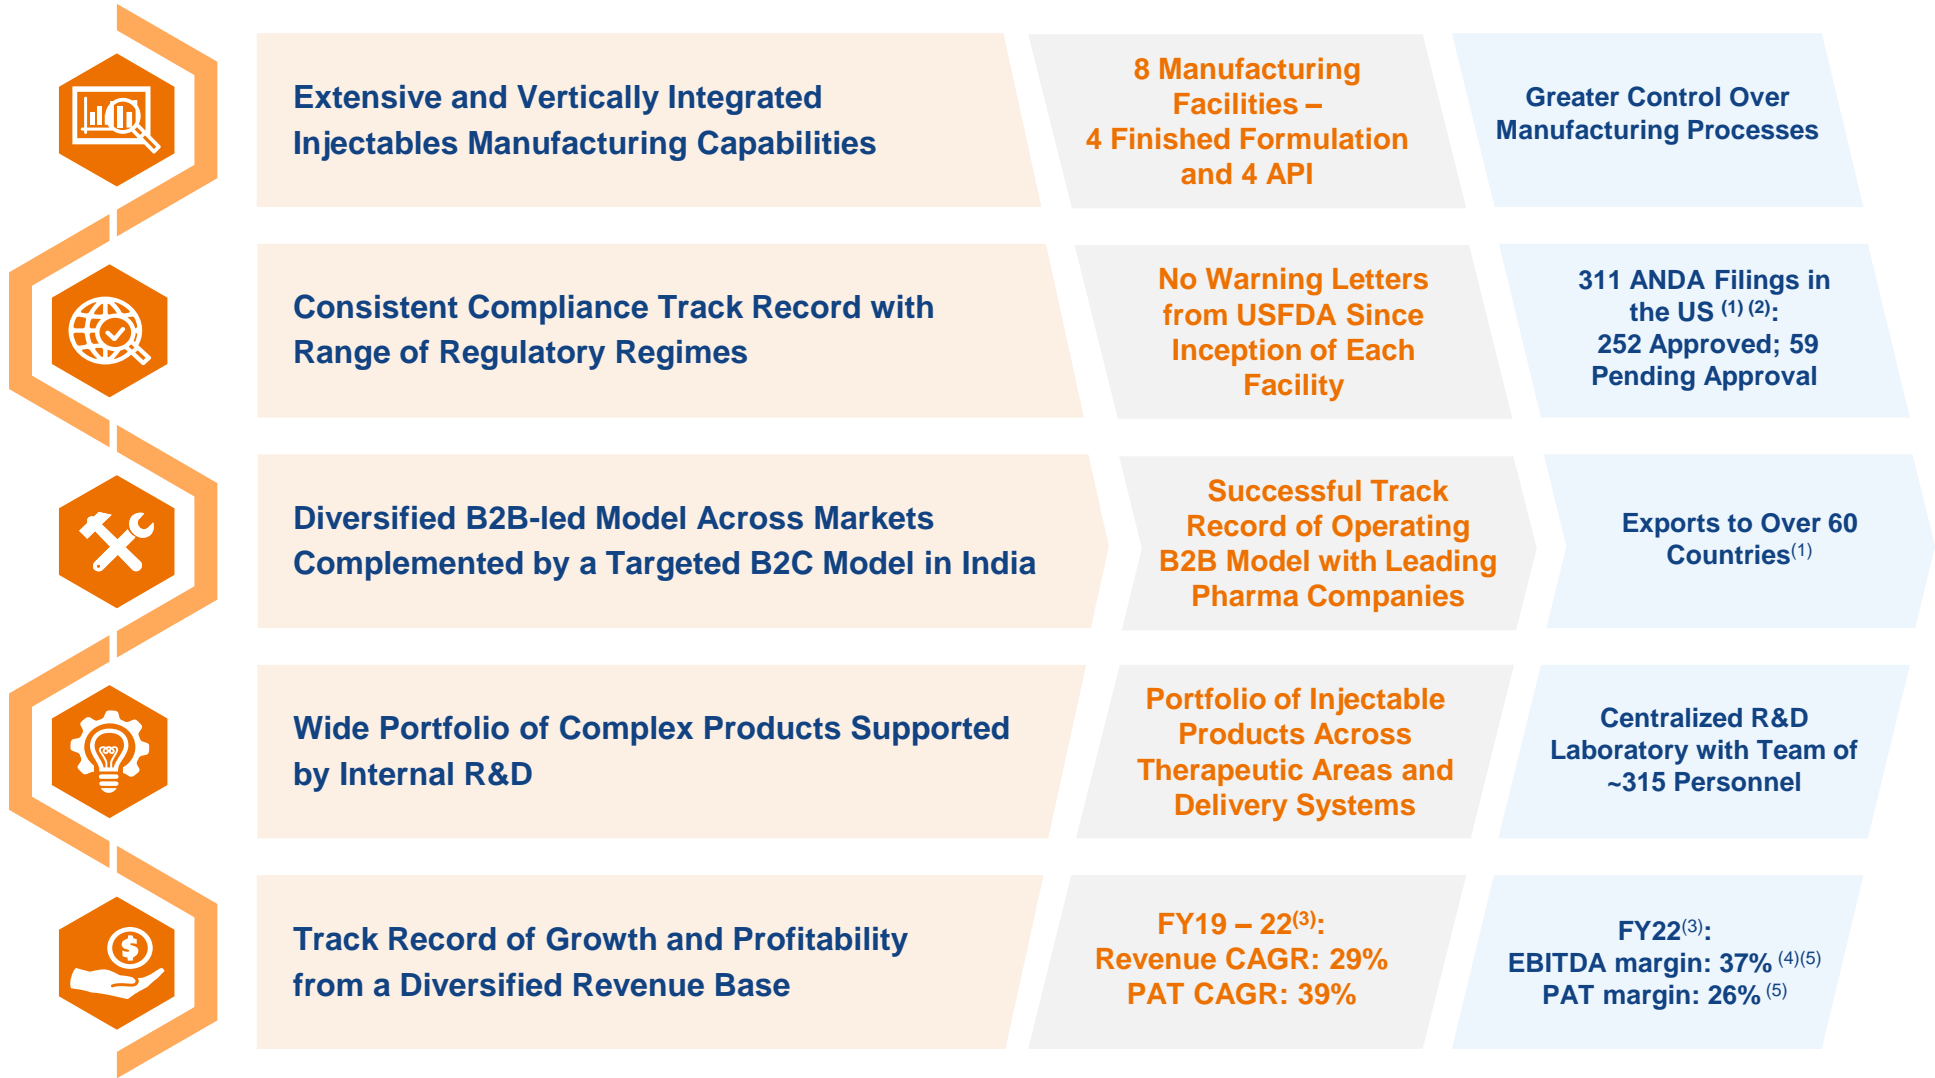 Extensive and Vertically Integrated
Injectables Manufacturing Capabilities
8 Manufacturing
Facilities –
4 Finished Formulation
and 4 API
Greater Control Over
Manufacturing Processes
Consistent Compliance Track Record with
Range of Regulatory Regimes
No Warning Letters
from USFDA Since
Inception of Each
Facility
311 ANDA Filings in
the US (1) (2):
252 Approved; 59
Pending Approval
Diversified B2B-led Model Across Markets
Complemented by a Targeted B2C Model in India
Successful Track
Record of Operating
B2B Model with Leading
Pharma Companies
Exports to Over 60
Countries(1)
Wide Portfolio of Complex Products Supported
by Internal R&D
Portfolio of Injectable
Products Across
Therapeutic Areas and
Delivery Systems
Centralized R&D
Laboratory with Team of
~315 Personnel
Track Record of Growth and Profitability
from a Diversified Revenue Base
FY19 – 22(3):
Revenue CAGR: 29%
PAT CAGR: 39%
FY22(3):
EBITDA margin: 37% (4)(5)
PAT margin: 26% (5)